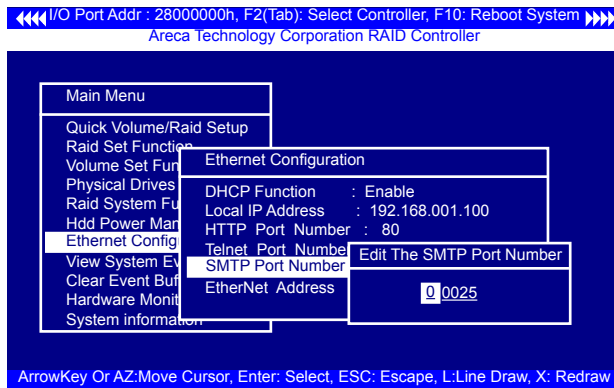 I/O Port Addr : 28000000h, F2(Tab): Select Controller, F10: Reboot System
Areca Technology Corporation RAID Controller
Main Menu
Quick Volume/Raid Setup
Raid Set Function
Volume Set Fun
Physical Drives
Raid System Fu
Hdd Power Man
Ethernet Config
View System Ev
Clear Event Buf
Hardware Monit
System information
Ethernet Configuration
DHCP Function : Enable
Local IP Address : 192.168.001.100
HTTP Port Number : 80
Telnet Port Numbe
SMTP Port Number
EtherNet Address
Edit The SMTP Port Number
0 0025
ArrowKey Or AZ:Move Cursor, Enter: Select, ESC: Escape, L:Line Draw, X: Redraw